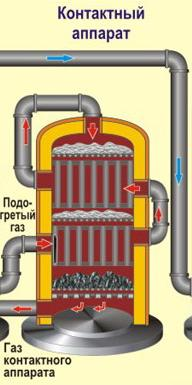 Контактный
аппарат
Подо-
гретый
газ
Газ
контактного
аппарата